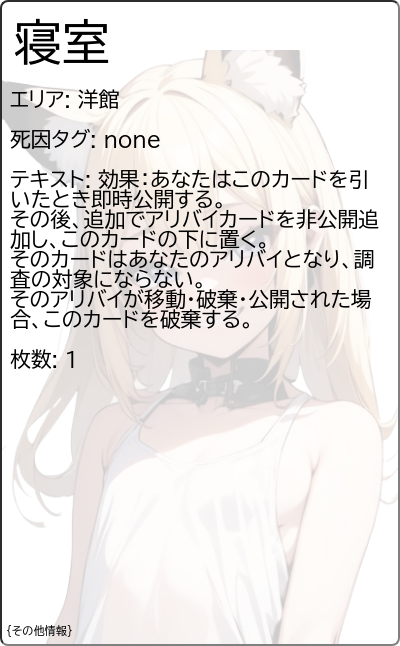 寝室
エリア: 洋館
死因タグ: none
テキスト: 効果：あなたはこのカードを引
いたとき即時公開する。
その後、追加でアリバイカードを非公開追
加し、このカードの下に置く。
そのカードはあなたのアリバイとなり、調
査の対象にならない。
そのアリバイが移動・破棄・公開された場
合、このカードを破棄する。
枚数: 1
{その他情報}